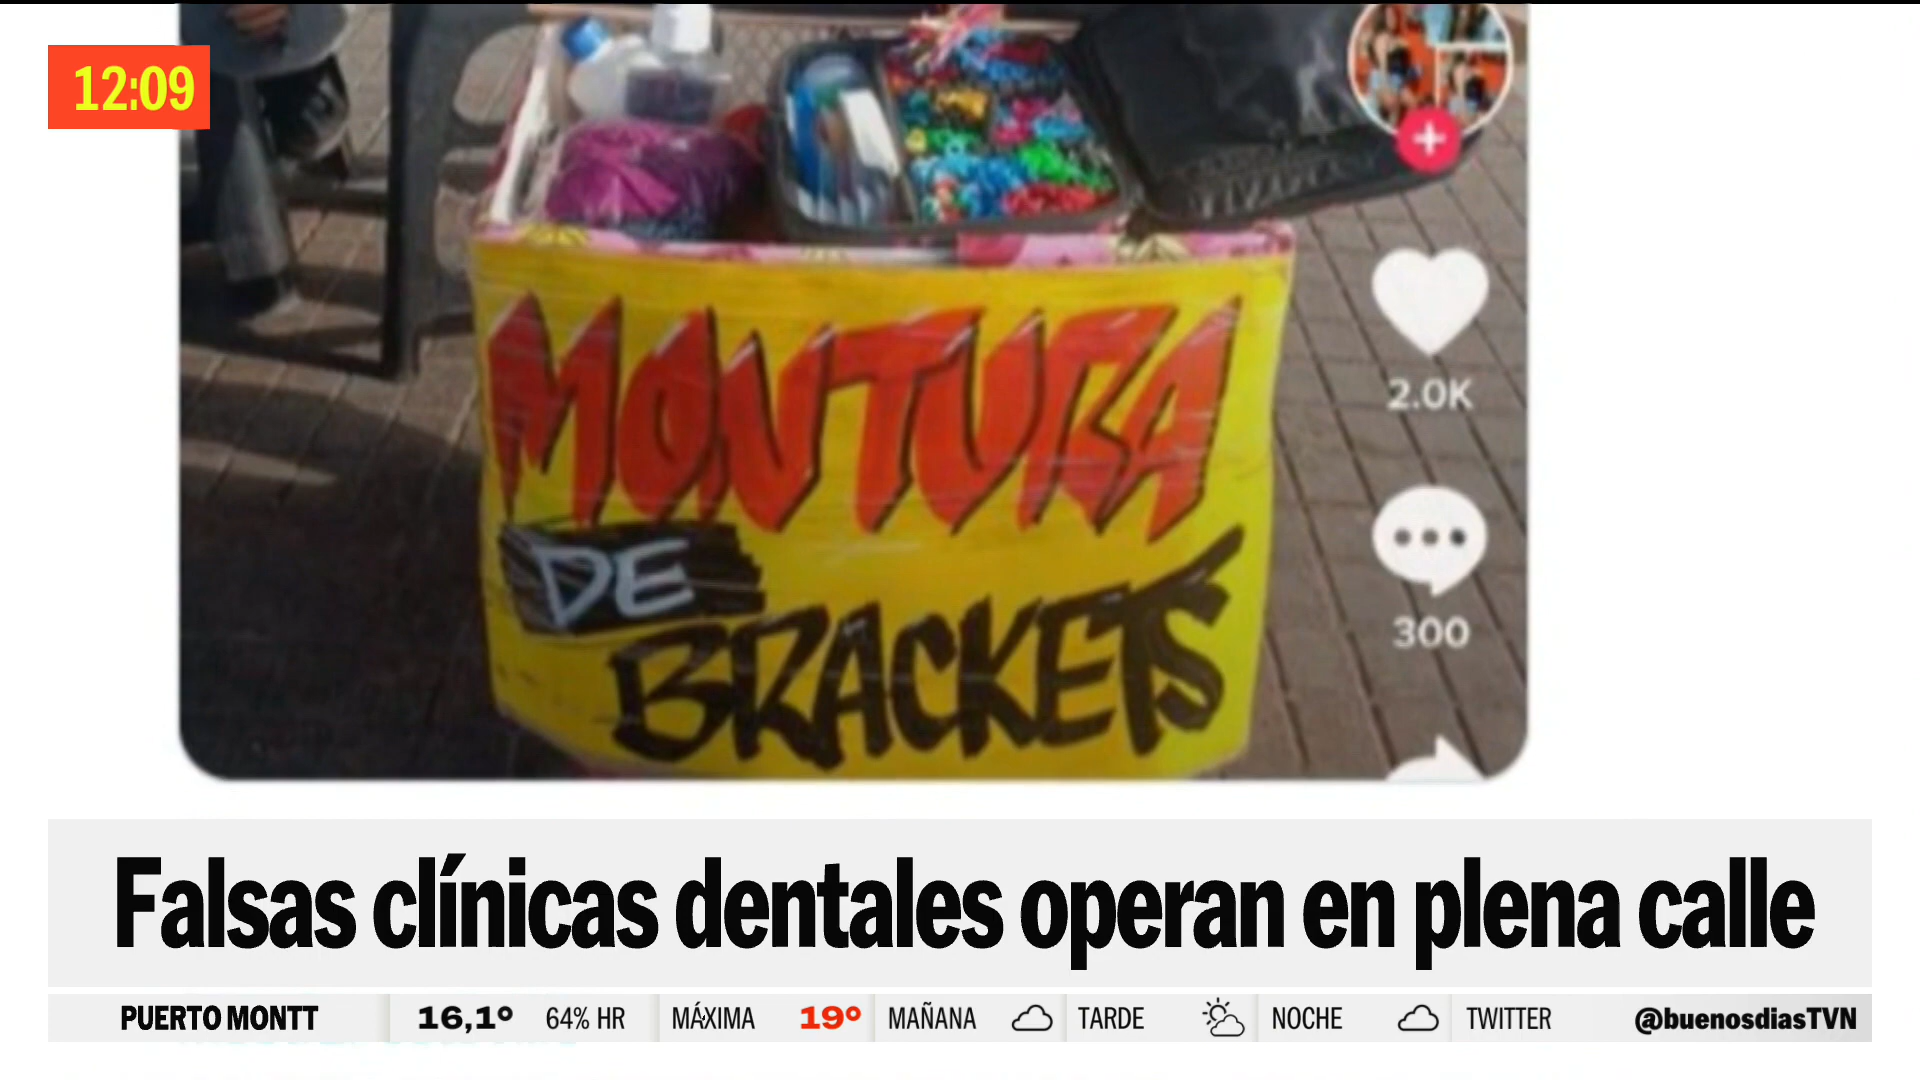 12:09
MONTURA
DE
BRACKETS
2.0K
300
Falsas clínicas dentales operan en plena calle
PUERTO MONTT 16,1° 64% HR MÁXIMA 19° MAÑANA TARDE NOCHE TWITTER @buenosdiasTVN